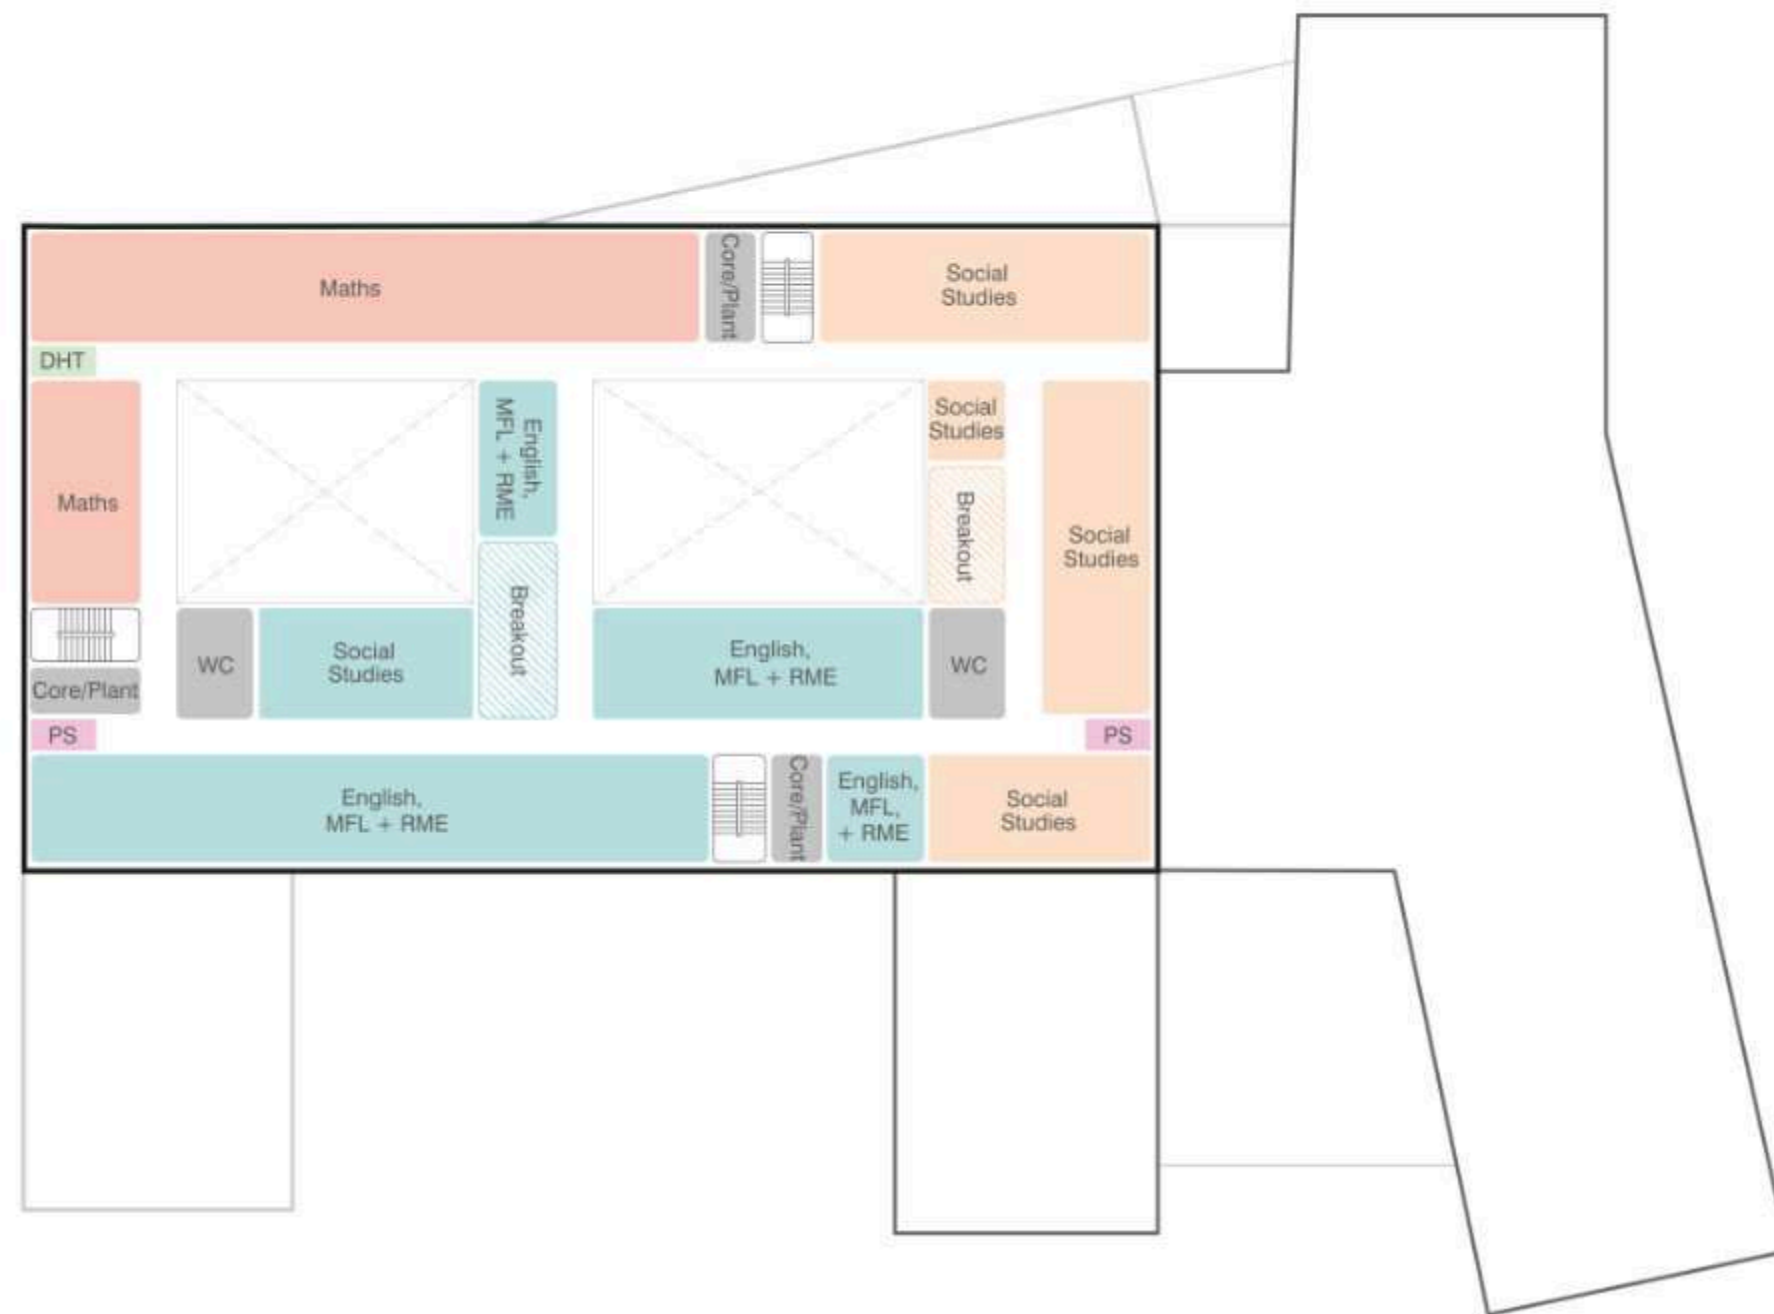 Maths
Core/Plant
Social
Studies
DHT
Maths
English,
MFL + RME
Social
Studies
Breakout
Social
Studies
Breakout
WC
Social
Studies
English,
MFL + RME
WC
Core/Plant
PS
PS
English,
MFL + RME
Core/Plant
English,
MFL,
+ RME
Social
Studies